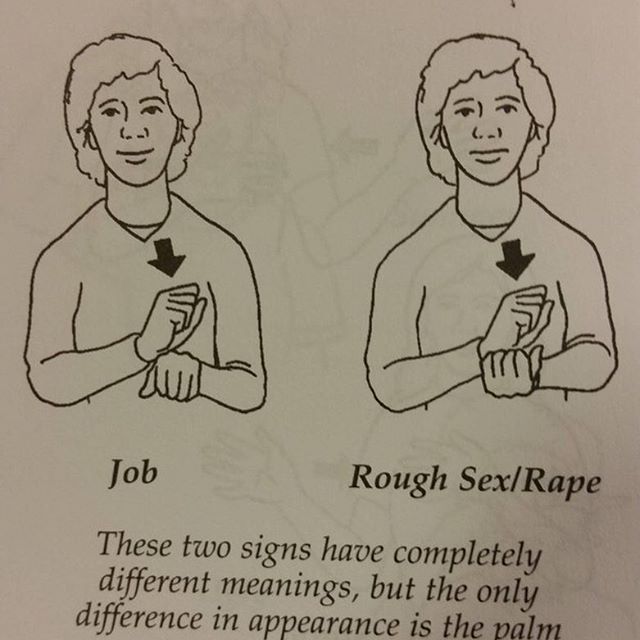 Job
Rough Sex/Rape
These two signs have completely
different meanings, but the only
difference in appearance is the palm